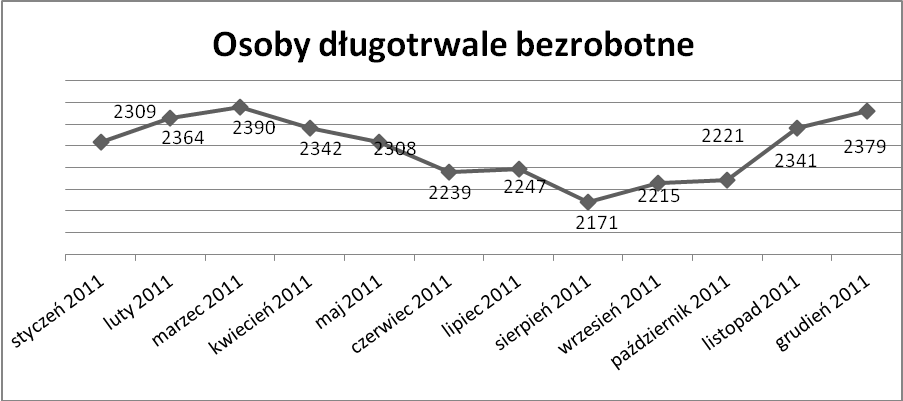 Osoby długotrwale bezrobotne
2309
2364
2390
2342
2308
2239
2247
2171
2215
2221
2341
2379
styczeń 2011
luty 2011
marzec 2011
kwiecień 2011
maj 2011
czerwiec 2011
lipiec 2011
sierpień 2011
wrzesień 2011
październik 2011
listopad 2011
grudzień 2011